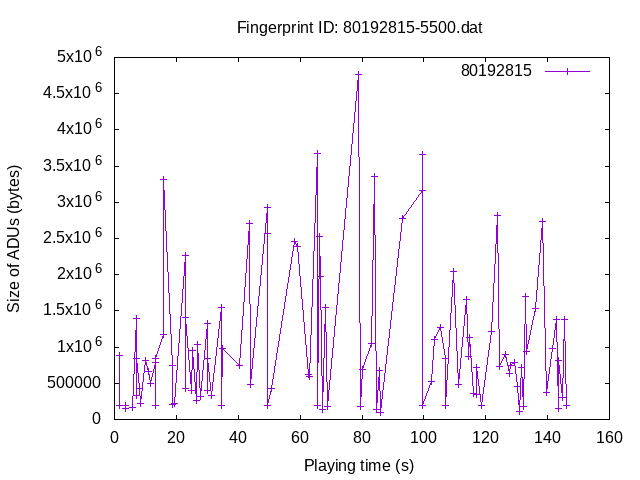 Fingerprint ID: 80192815-5500.dat
80192815
5x10^6
4.5x10^6
4x10^6
3.5x10^6
3x10^6
2.5x10^6
2x10^6
1.5x10^6
1x10^6
500000
0
Size of ADUs (bytes)
0 20 40 60 80 100 120 140 160
Playing time (s)